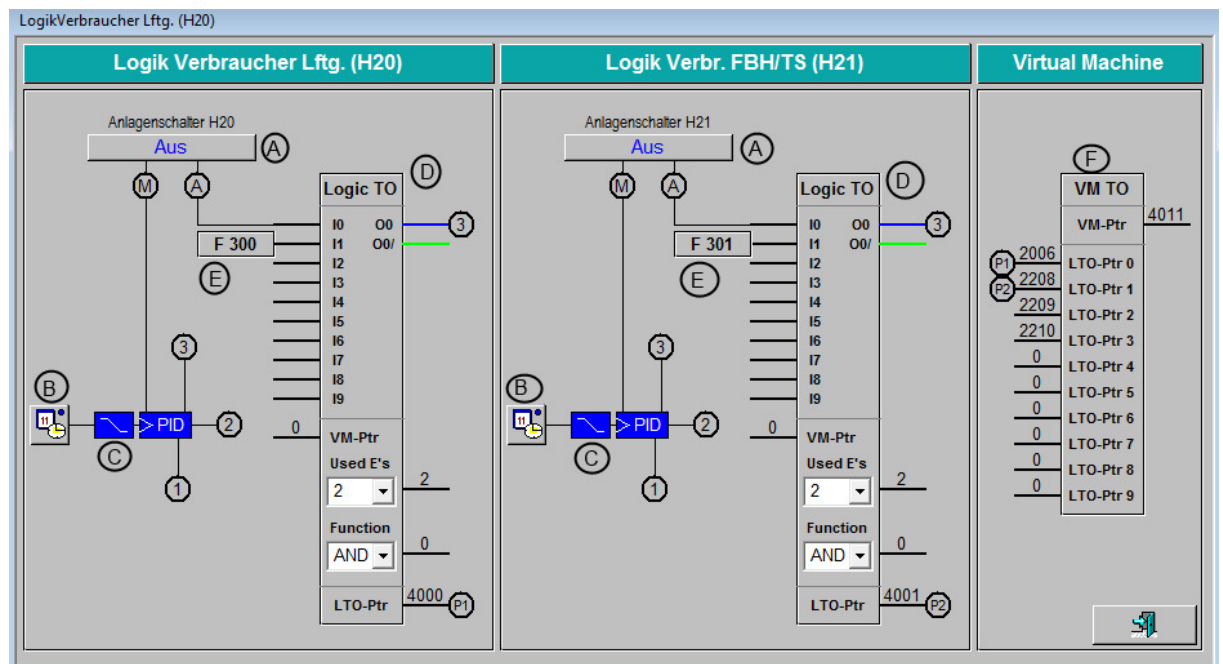 LogikVerbraucher Lftg. (H20)
Logik Verbraucher Lftg. (H20)
Anlagenschalter H20
Aus
A
M
A
D
Logic TO
I0 O0
3
F 300
I1 O0/
E
I2
I3
I4
I5
3
I6
I7
I8
B
I9
11
> PID
2
0
VM-Ptr
C
Used E's
1
2
2
Function
AND
0
LTO-Ptr
4000
P1
Logik Verbr. FBH/TS (H21)
Anlagenschalter H21
Aus
A
M
A
D
Logic TO
I0 O0
3
F 301
I1 O0/
E
I2
I3
I4
I5
3
I6
I7
I8
B
I9
11
> PID
2
0
VM-Ptr
C
Used E's
1
2
2
Function
AND
0
LTO-Ptr
4001
P2
Virtual Machine
F
VM TO
VM-Ptr
4011
P1 2006 LTO-Ptr 0
P2 2208 LTO-Ptr 1
2209 LTO-Ptr 2
2210 LTO-Ptr 3
0 LTO-Ptr 4
0 LTO-Ptr 5
0 LTO-Ptr 6
0 LTO-Ptr 7
0 LTO-Ptr 8
0 LTO-Ptr 9